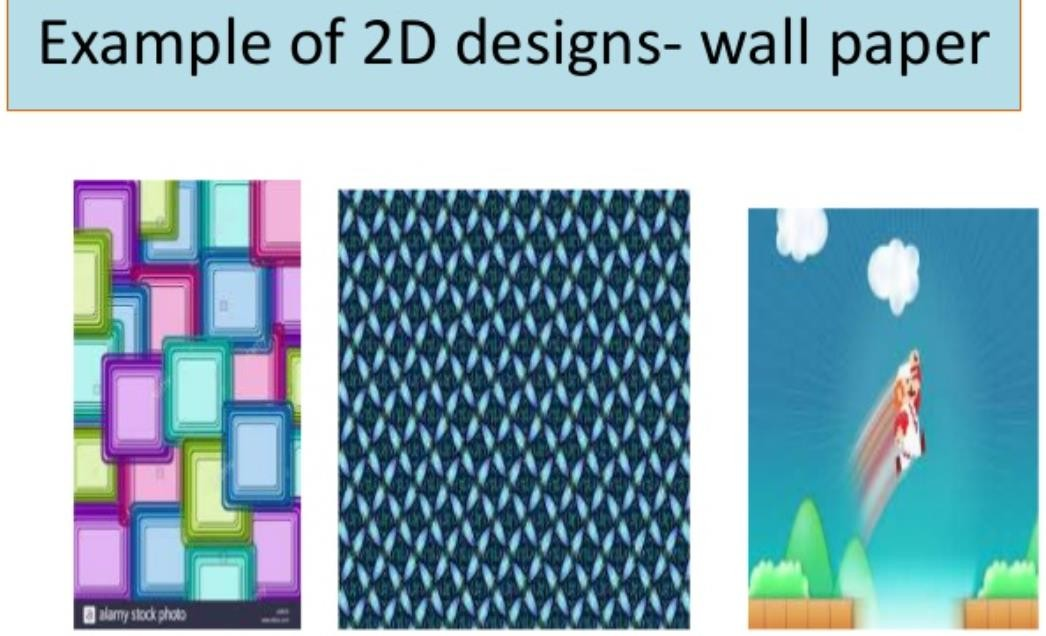 Example of 2D designs- wall paper
alamy stock photo